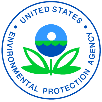 UNITED STATES
ENVIRONMENTAL PROTECTION AGENCY